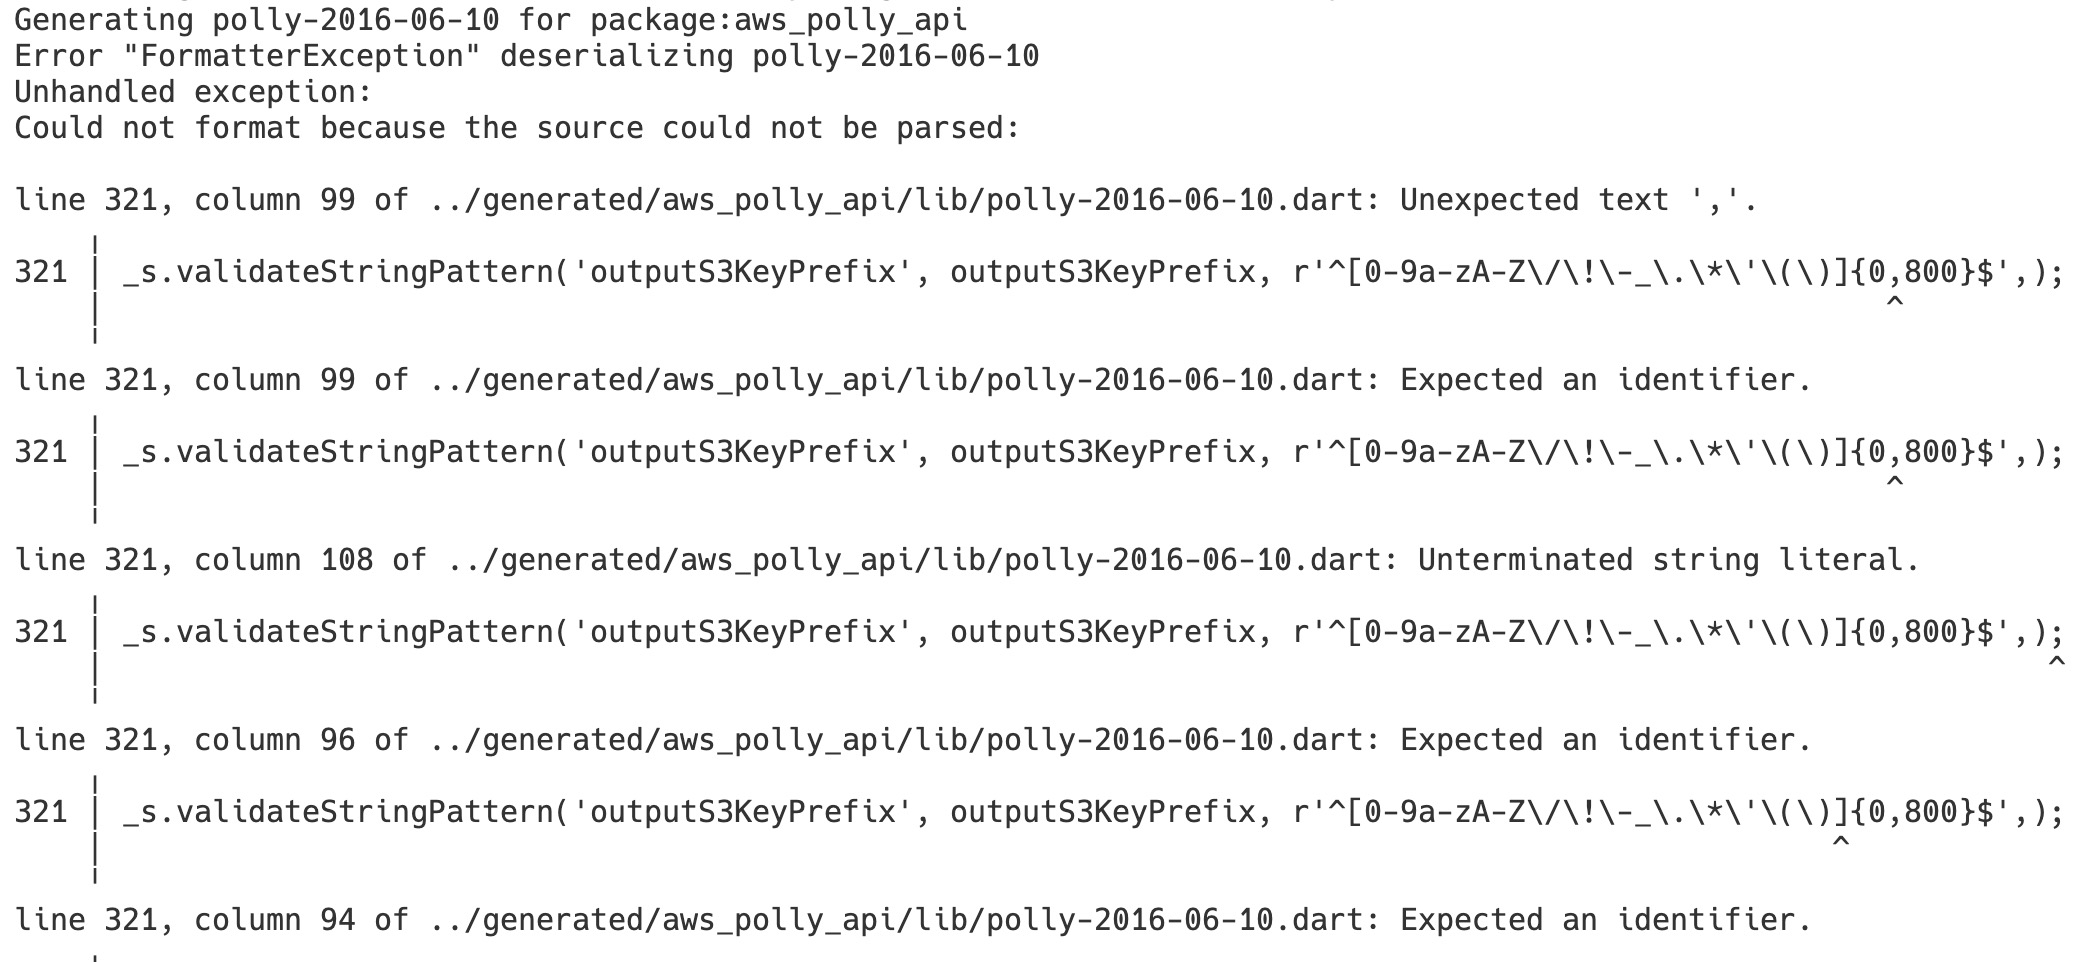 Generating polly-2016-06-10 for package:aws_polly_api
Error "FormatterException" deserializing polly-2016-06-10
Unhandled exception:
Could not format because the source could not be parsed:

line 321, column 99 of ../generated/aws_polly_api/lib/polly-2016-06-10.dart: Unexpected text ','.
    ╷
321 │ _s.validateStringPattern('outputS3KeyPrefix', outputS3KeyPrefix, r'^[0-9a-zA-Z\/\!\-_\.\*\'\(\)]{0,800}$',);
    │                                                                                                   ^
    ╵
line 321, column 99 of ../generated/aws_polly_api/lib/polly-2016-06-10.dart: Expected an identifier.
    ╷
321 │ _s.validateStringPattern('outputS3KeyPrefix', outputS3KeyPrefix, r'^[0-9a-zA-Z\/\!\-_\.\*\'\(\)]{0,800}$',);
    │                                                                                                   ^
    ╵
line 321, column 108 of ../generated/aws_polly_api/lib/polly-2016-06-10.dart: Unterminated string literal.
    ╷
321 │ _s.validateStringPattern('outputS3KeyPrefix', outputS3KeyPrefix, r'^[0-9a-zA-Z\/\!\-_\.\*\'\(\)]{0,800}$',);
    │                                                                                                            ^
    ╵
line 321, column 96 of ../generated/aws_polly_api/lib/polly-2016-06-10.dart: Expected an identifier.
    ╷
321 │ _s.validateStringPattern('outputS3KeyPrefix', outputS3KeyPrefix, r'^[0-9a-zA-Z\/\!\-_\.\*\'\(\)]{0,800}$',);
    │                                                                                                ^
    ╵
line 321, column 94 of ../generated/aws_polly_api/lib/polly-2016-06-10.dart: Expected an identifier.
    ╷